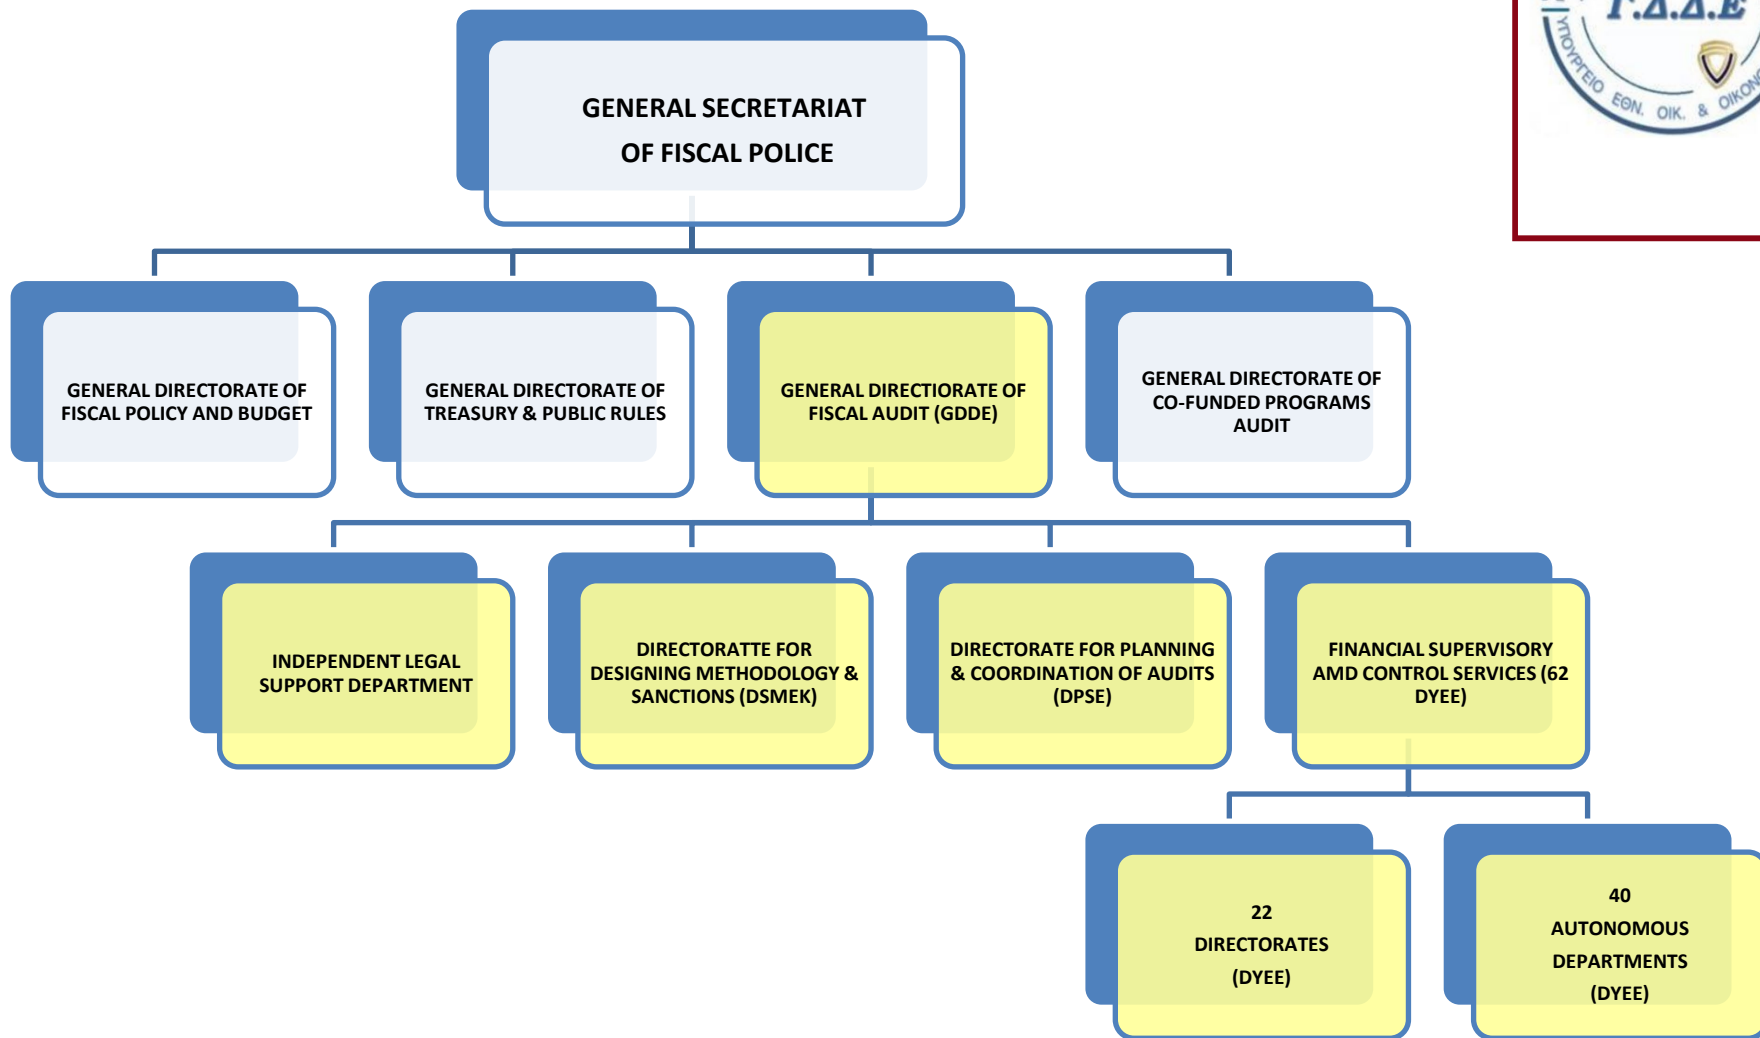 Γ.Δ.Δ.Ε
ΕΘΝ. ΟΙΚ. &
GENERAL SECRETARIAT
OF FISCAL POLICE
GENERAL DIRECTORATE OF
FISCAL POLICY AND BUDGET
GENERAL DIRECTORATE OF
TREASURY & PUBLIC RULES
GENERAL DIRECTIORATE OF
FISCAL AUDIT (GDDE)
GENERAL DIRECTORATE OF
CO-FUNDED PROGRAMS
AUDIT
INDEPENDENT LEGAL
SUPPORT DEPARTMENT
DIRECTORATTE FOR
DESIGNING METHODOLOGY &
SANCTIONS (DSMEK)
DIRECTORATE FOR PLANNING
& COORDINATION OF AUDITS
(DPSE)
FINANCIAL SUPERVISORY
AMD CONTROL SERVICES (62
DYEE)
22
DIRECTORATES
(DYEE)
40
AUTONOMOUS
DEPARTMENTS
(DYEE)